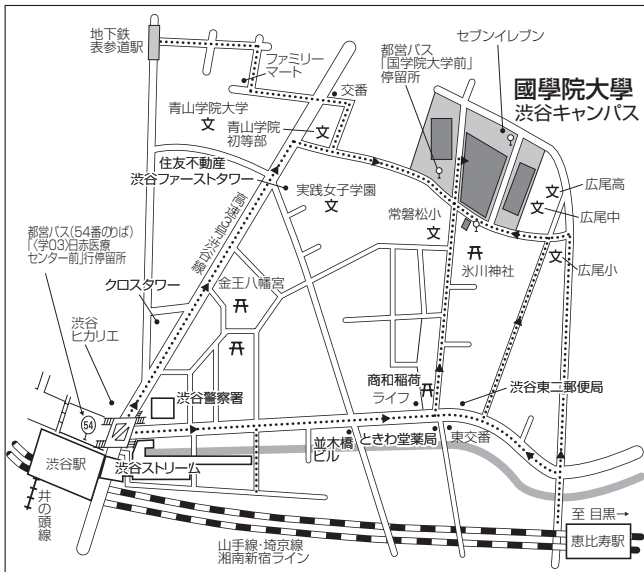 地下鉄
表参道駅
ファミリー
マート
交番
都営バス
「国学院大学前」
停留所
セブンイレブン
國學院大學
渋谷キャンパス
青山学院大学
文
青山学院
初等部
文
住友不動産
渋谷ファーストタワー
実践女子学園
文
広尾高
文
広尾中
文
常磐松小
文
氷川神社
広尾小
文
高速3号渋谷線
都営バス(54番のりば)
「〈学03〉日赤医療
センター前」行停留所
クロスタワー
金王八幡宮
渋谷
ヒカリエ
54
渋谷警察署
商和稲荷
ライフ
渋谷東二郵便局
渋谷駅
渋谷ストリーム
並木橋
ビル
ときわ堂薬局
東交番
井の頭線
山手線・埼京線
湘南新宿ライン
至 目黒→
恵比寿駅